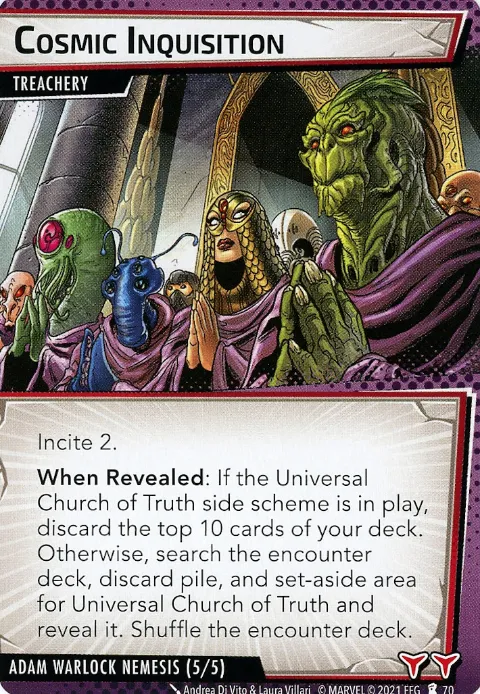 Cosmic Inquisition
TREACHERY
Incite 2.
When Revealed: If the Universal
Church of Truth side scheme is in play,
discard the top 10 cards of your deck.
Otherwise, search the encounter
deck, discard pile, and set-aside area
for Universal Church of Truth and
reveal it. Shuffle the encounter deck.
ADAM WARLOCK NEMESIS (5/5)
Andrea Di Vito & Laura Villari © MARVEL © 2021 FFG 70